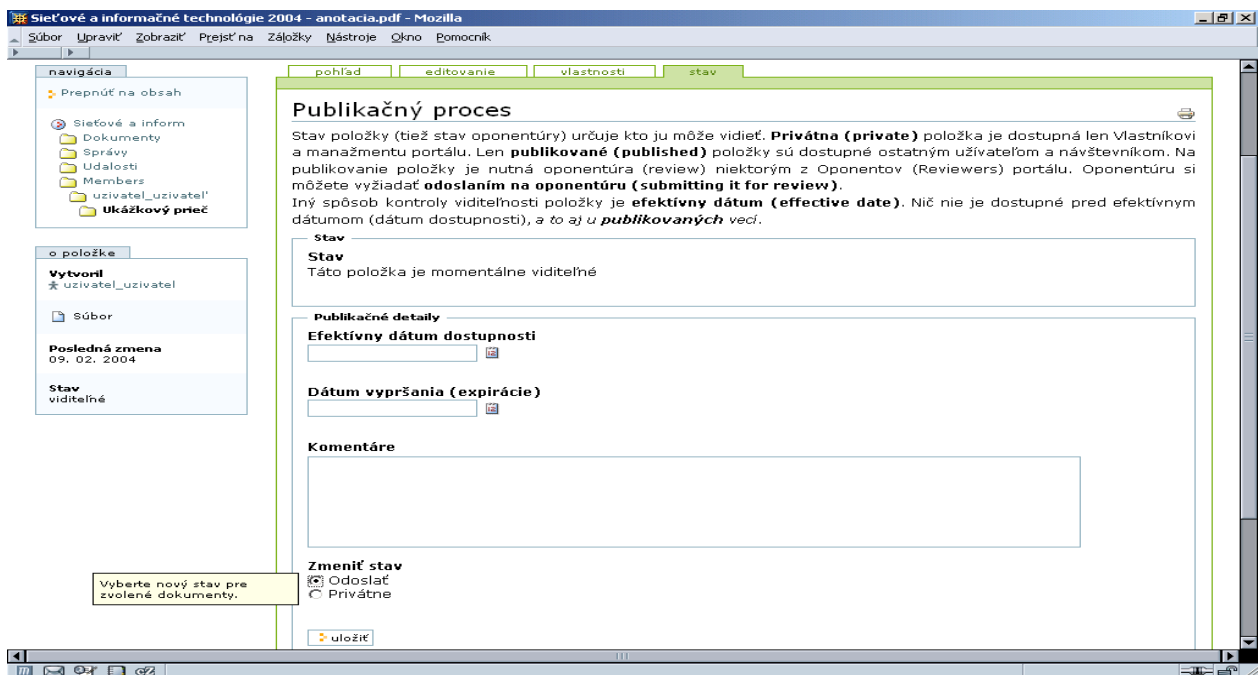 Sieťové a informačné technológie 2004 - anotacia.pdf - Mozilla
Súbor Upraviť Zobraziť Prejsť na Záložky Nástroje Okno Pomocník
navigácia
Prepnúť na obsah
Sieťové a inform
Dokumenty
Správy
Udalosti
Members
uzivatel_uzivateľ
Ukážkový prieč
o položke
Vytvoril
uzivatel_uzivatel
Súbor
Posledná zmena
09. 02. 2004
Stav
viditeľné
pohľad editovanie vlastnosti stav
Publikačný proces
Stav položky (tiež stav oponentúry) určuje kto ju môže vidieť. Privátna (private) položka je dostupná len Vlastníkovi
a manažmentu portálu. Len publikované (published) položky sú dostupné ostatným užívateľom a návštevníkom. Na
publikovanie položky je nutná oponentúra (review) niektorým z Oponentov (Reviewers) portálu. Oponentúru si
môžete vyžiadať odoslaním na oponentúru (submitting it for review).
Iný spôsob kontroly viditeľnosti položky je efektívny dátum (effective date). Nič nie je dostupné pred efektívnym
dátumom (dátum dostupnosti), a to aj u publikovaných vecí.
Stav
Stav
Táto položka je momentálne viditeľné
Publikačné detaily
Efektívny dátum dostupnosti
Dátum vypršania (expirácie)
Komentáre
Zmeniť stav
Odoslať
Privátne
Vyberte nový stav pre
zvolené dokumenty.
uložiť